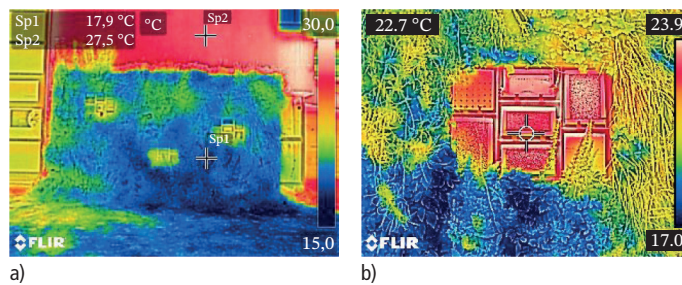 Sp1 17,9 °C
Sp2 27,5 °C
°C
Sp2
30,0
Sp1
FLIR
15,0
a)
22.7 °C
23.9
FLIR
17.0
b)